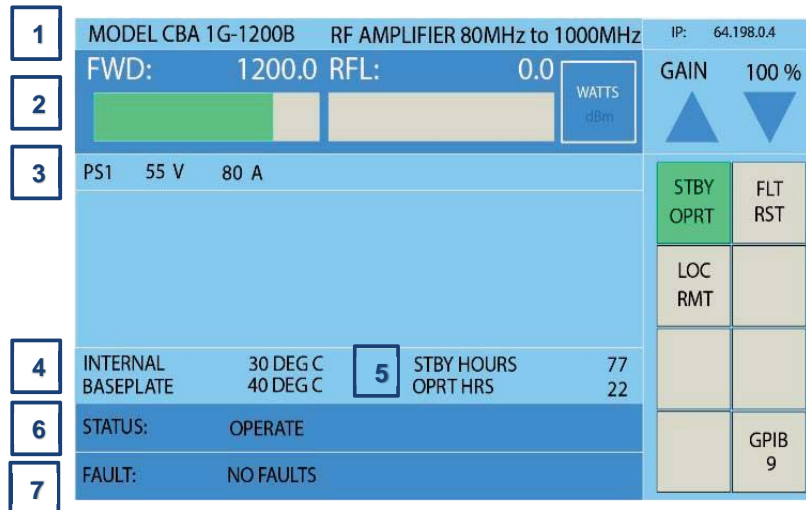 1
MODEL CBA 1G-1200B RF AMPLIFIER 80MHz to 1000MHz
IP: 64.198.0.4
2
FWD: 1200.0 RFL: 0.0
WATTS
dBm
GAIN 100 %
3
PS1 55 V 80 A
STBY
OPRT
FLT
RST
LOC
RMT
4
INTERNAL 30 DEG C
BASEPLATE 40 DEG C
5
STBY HOURS 77
OPRT HRS 22
6
STATUS: OPERATE
GPIB
9
7
FAULT: NO FAULTS